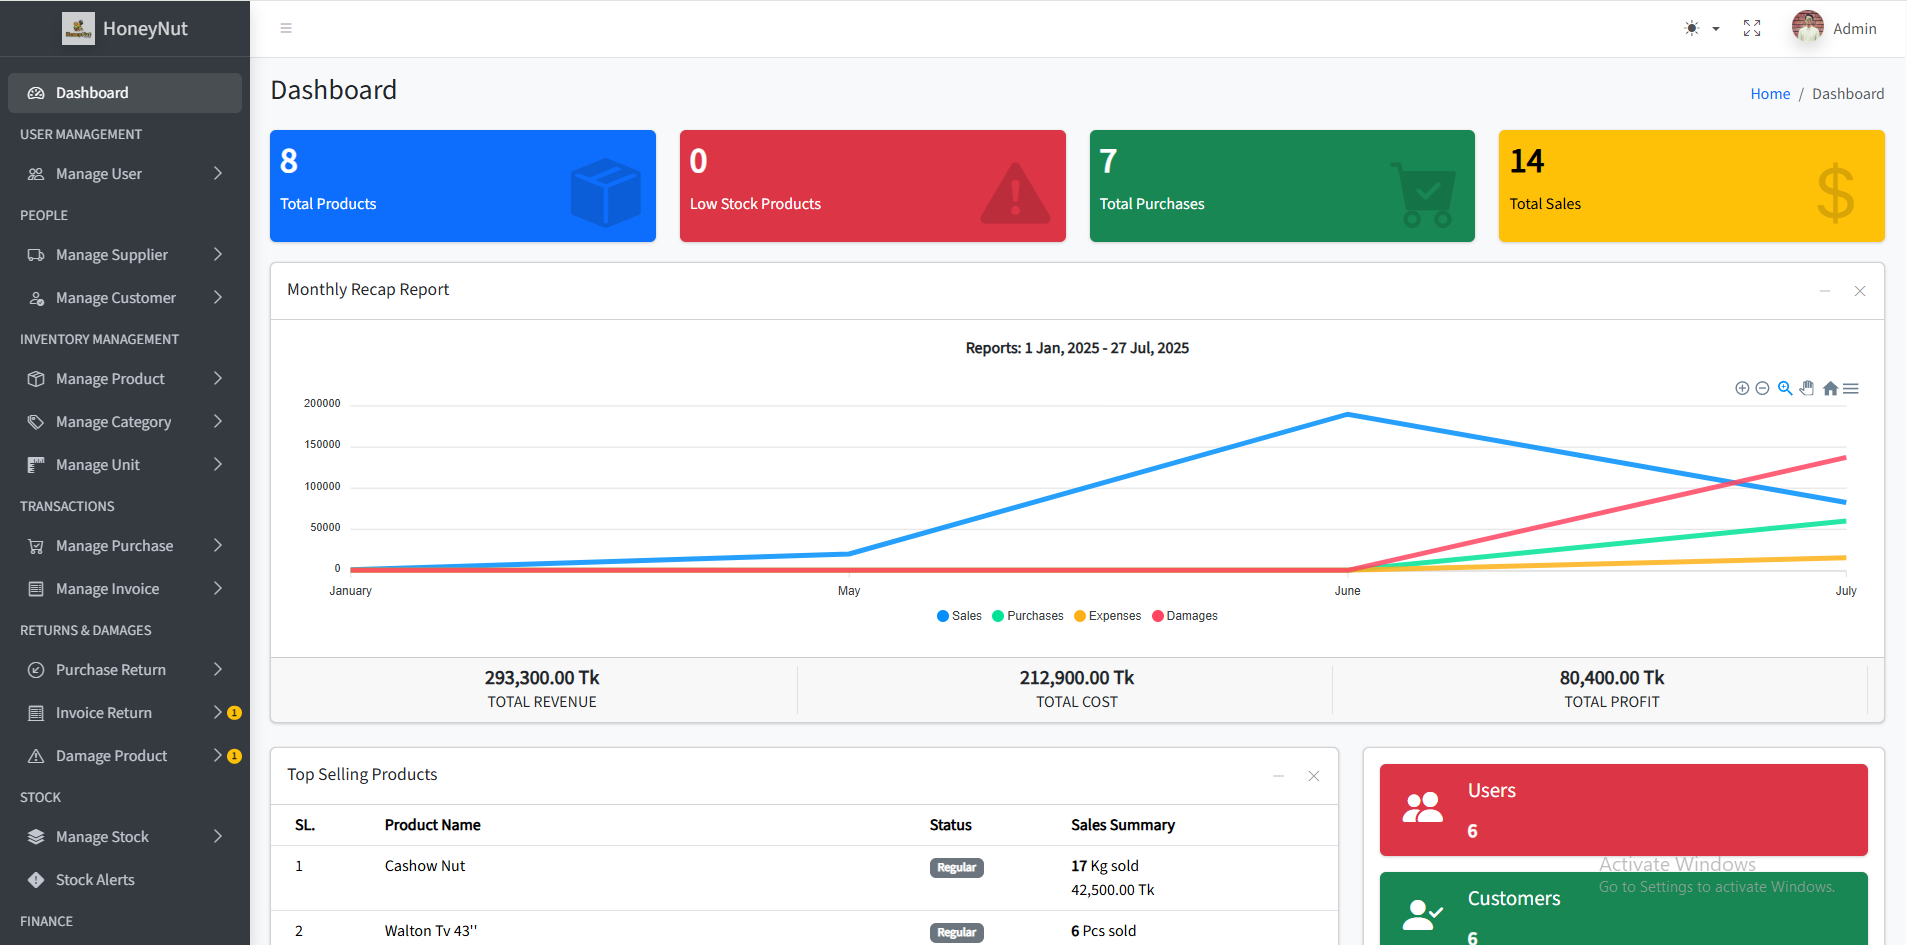 HoneyNut
Admin
Dashboard
USER MANAGEMENT
Manage User
PEOPLE
Manage Supplier
Manage Customer
INVENTORY MANAGEMENT
Manage Product
Manage Category
Manage Unit
TRANSACTIONS
Manage Purchase
Manage Invoice
RETURNS & DAMAGES
Purchase Return
Invoice Return 1
Damage Product 1
STOCK
Manage Stock
Stock Alerts
FINANCE
Dashboard
Home / Dashboard
8
Total Products
0
Low Stock Products
7
Total Purchases
14
Total Sales
Monthly Recap Report
Reports: 1 Jan, 2025 - 27 Jul, 2025
200000
150000
100000
50000
0
January May June July
Sales Purchases Expenses Damages
293,300.00 Tk
TOTAL REVENUE
212,900.00 Tk
TOTAL COST
80,400.00 Tk
TOTAL PROFIT
Top Selling Products
SL. Product Name Status Sales Summary
1 Cashow Nut Regular 17 Kg sold
42,500.00 Tk
2 Walton Tv 43'' Regular 6 Pcs sold
Users
6
Customers
6
Activate Windows
Go to Settings to activate Windows.